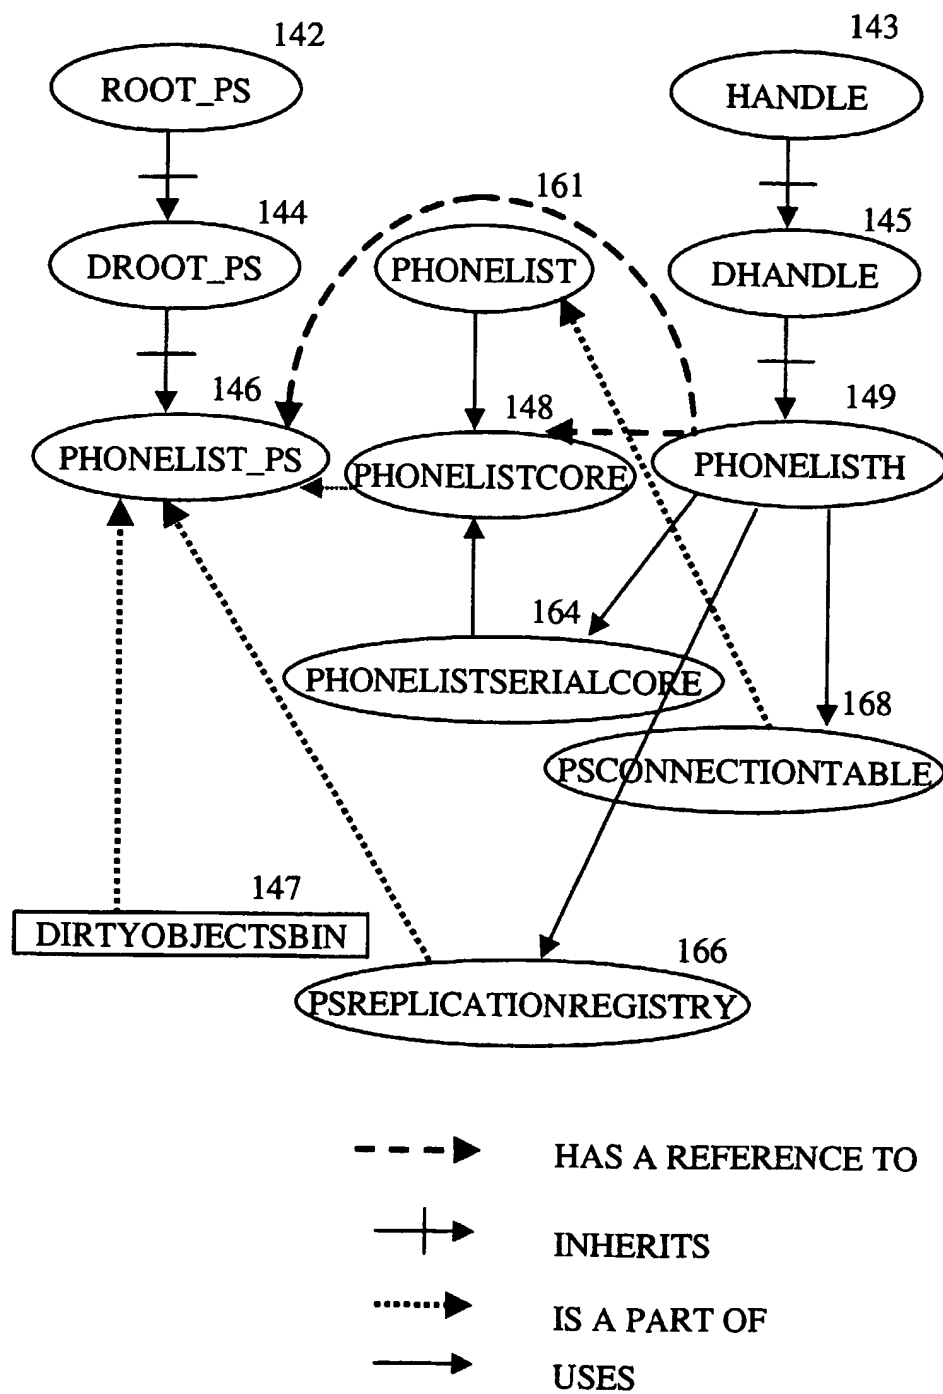 142
143
ROOT_PS
HANDLE
161
144
145
DROOT_PS
PHONELIST
DHANDLE
146
148
149
PHONELIST_PS
PHONELISTCORE
PHONELISTH
164
PHONELISTSERIALCORE
168
PSCONNECTIONTABLE
147
DIRTYOBJECTSBIN
166
PSREPLICATIONREGISTRY
HAS A REFERENCE TO
INHERITS
IS A PART OF
USES